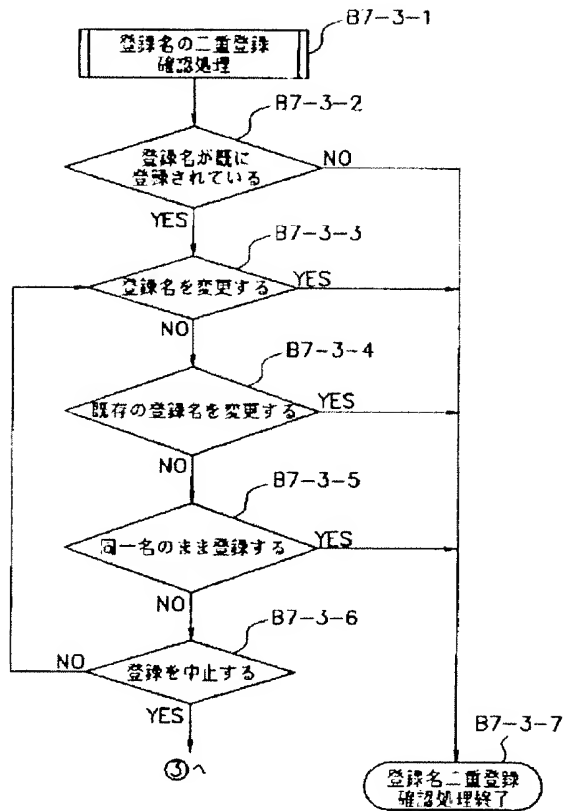 B7-3-1
登録名の二重登録
確認処理
B7-3-2
登録名が既に
登録されている
NO
YES
B7-3-3
登録名を変更する
YES
NO
B7-3-4
既存の登録名を変更する
YES
NO
B7-3-5
同一名のまま登録する
YES
NO
B7-3-6
登録を中止する
NO
YES
③へ
B7-3-7
登録名二重登録
確認処理終了